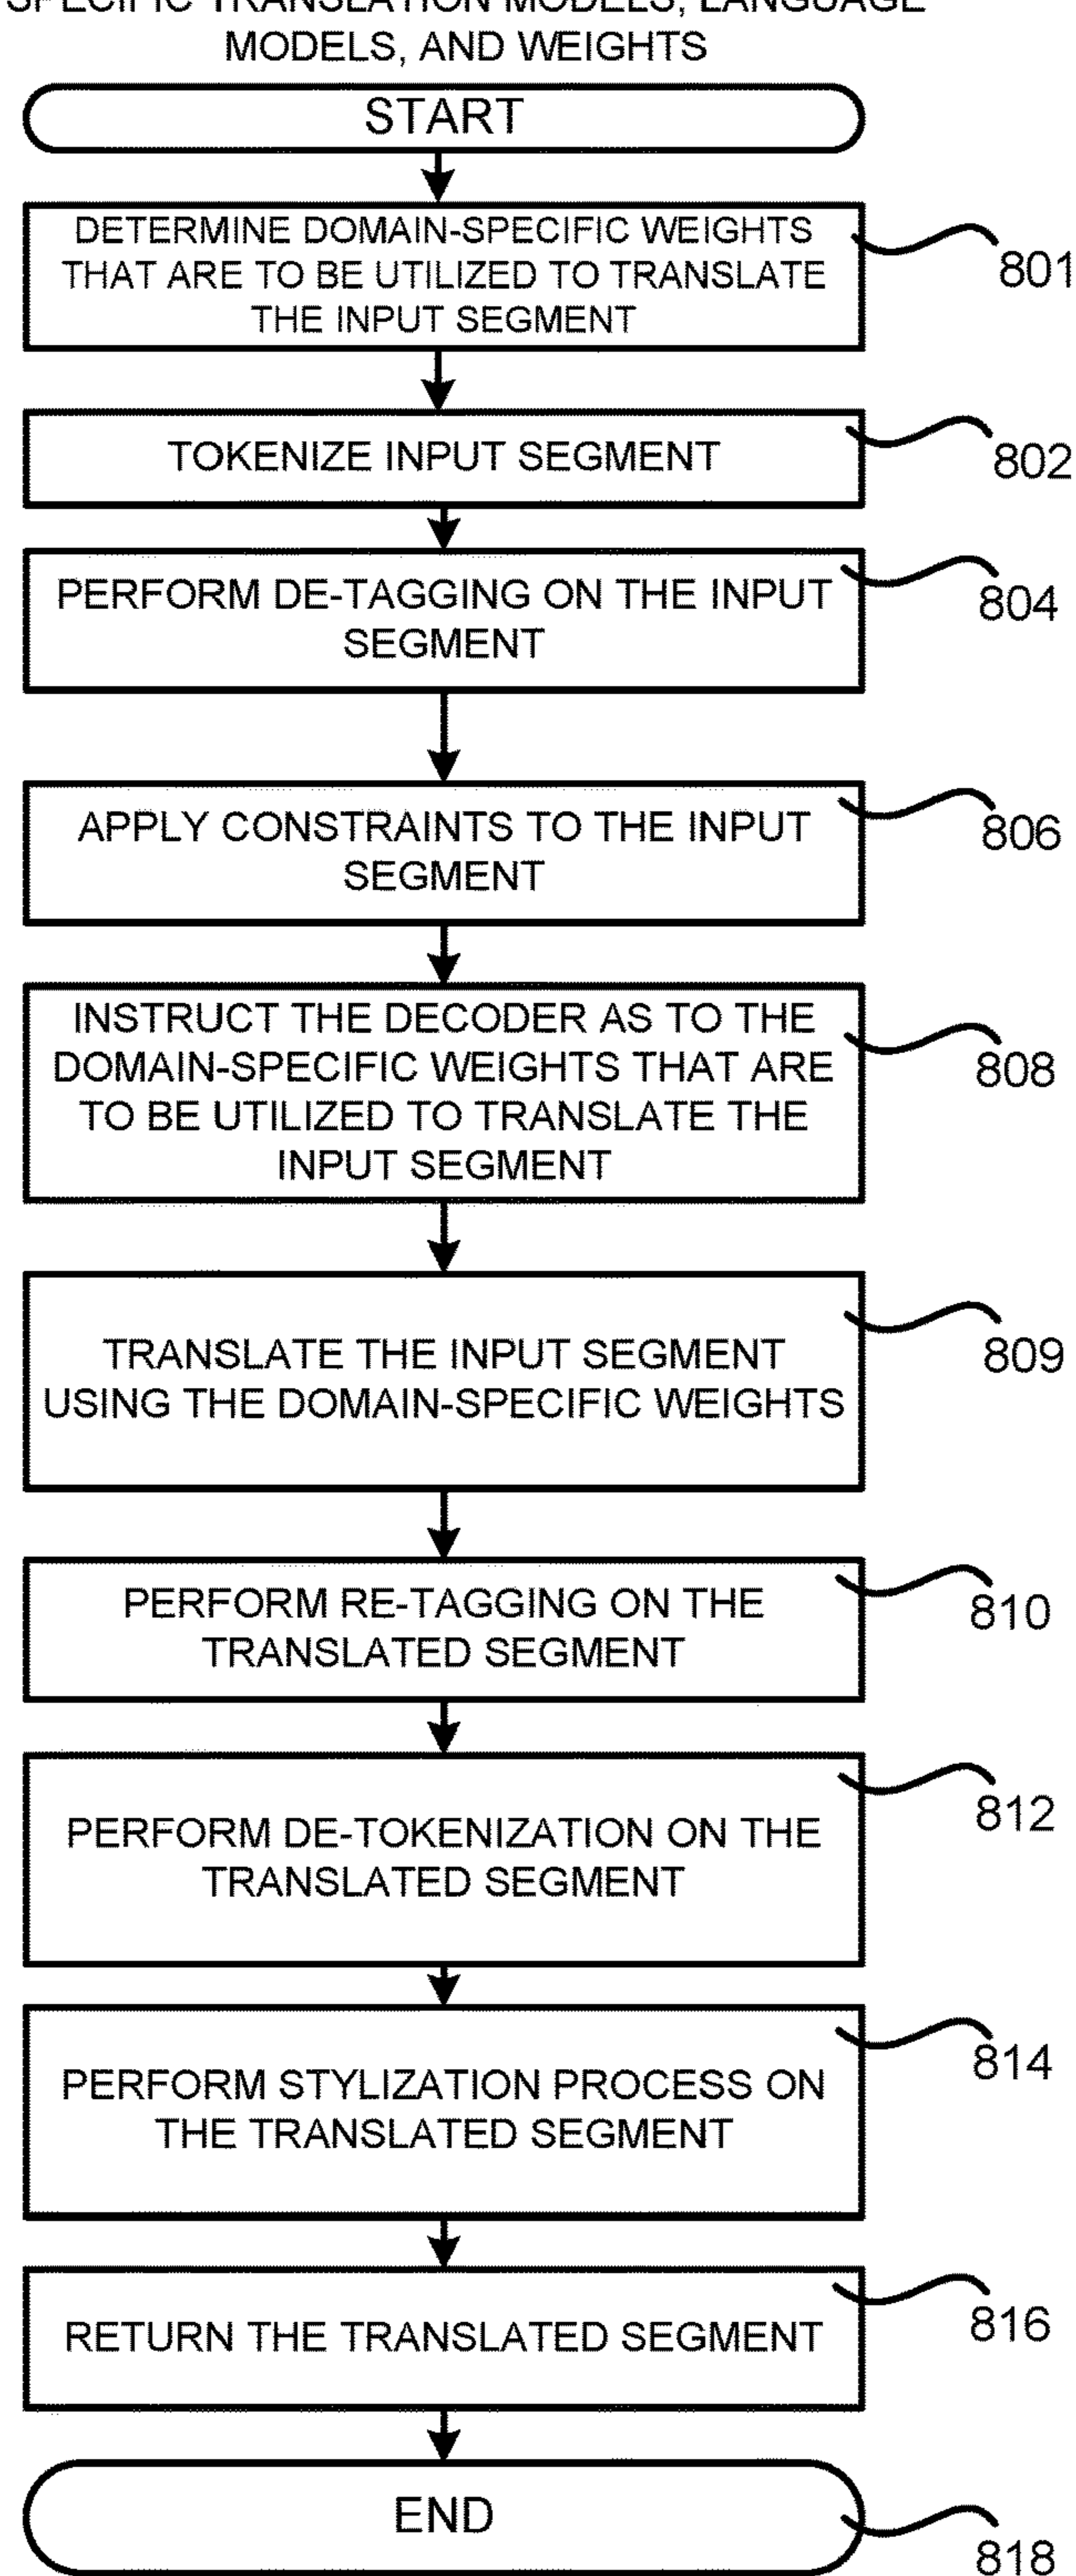 SPECIFIC TRANSLATION MODELS, LANGUAGE
MODELS, AND WEIGHTS
START
DETERMINE DOMAIN-SPECIFIC WEIGHTS
THAT ARE TO BE UTILIZED TO TRANSLATE
THE INPUT SEGMENT
801
TOKENIZE INPUT SEGMENT
802
PERFORM DE-TAGGING ON THE INPUT
SEGMENT
804
APPLY CONSTRAINTS TO THE INPUT
SEGMENT
806
INSTRUCT THE DECODER AS TO THE
DOMAIN-SPECIFIC WEIGHTS THAT ARE
TO BE UTILIZED TO TRANSLATE THE
INPUT SEGMENT
808
TRANSLATE THE INPUT SEGMENT
USING THE DOMAIN-SPECIFIC WEIGHTS
809
PERFORM RE-TAGGING ON THE
TRANSLATED SEGMENT
810
PERFORM DE-TOKENIZATION ON THE
TRANSLATED SEGMENT
812
PERFORM STYLIZATION PROCESS ON
THE TRANSLATED SEGMENT
814
RETURN THE TRANSLATED SEGMENT
816
END
818